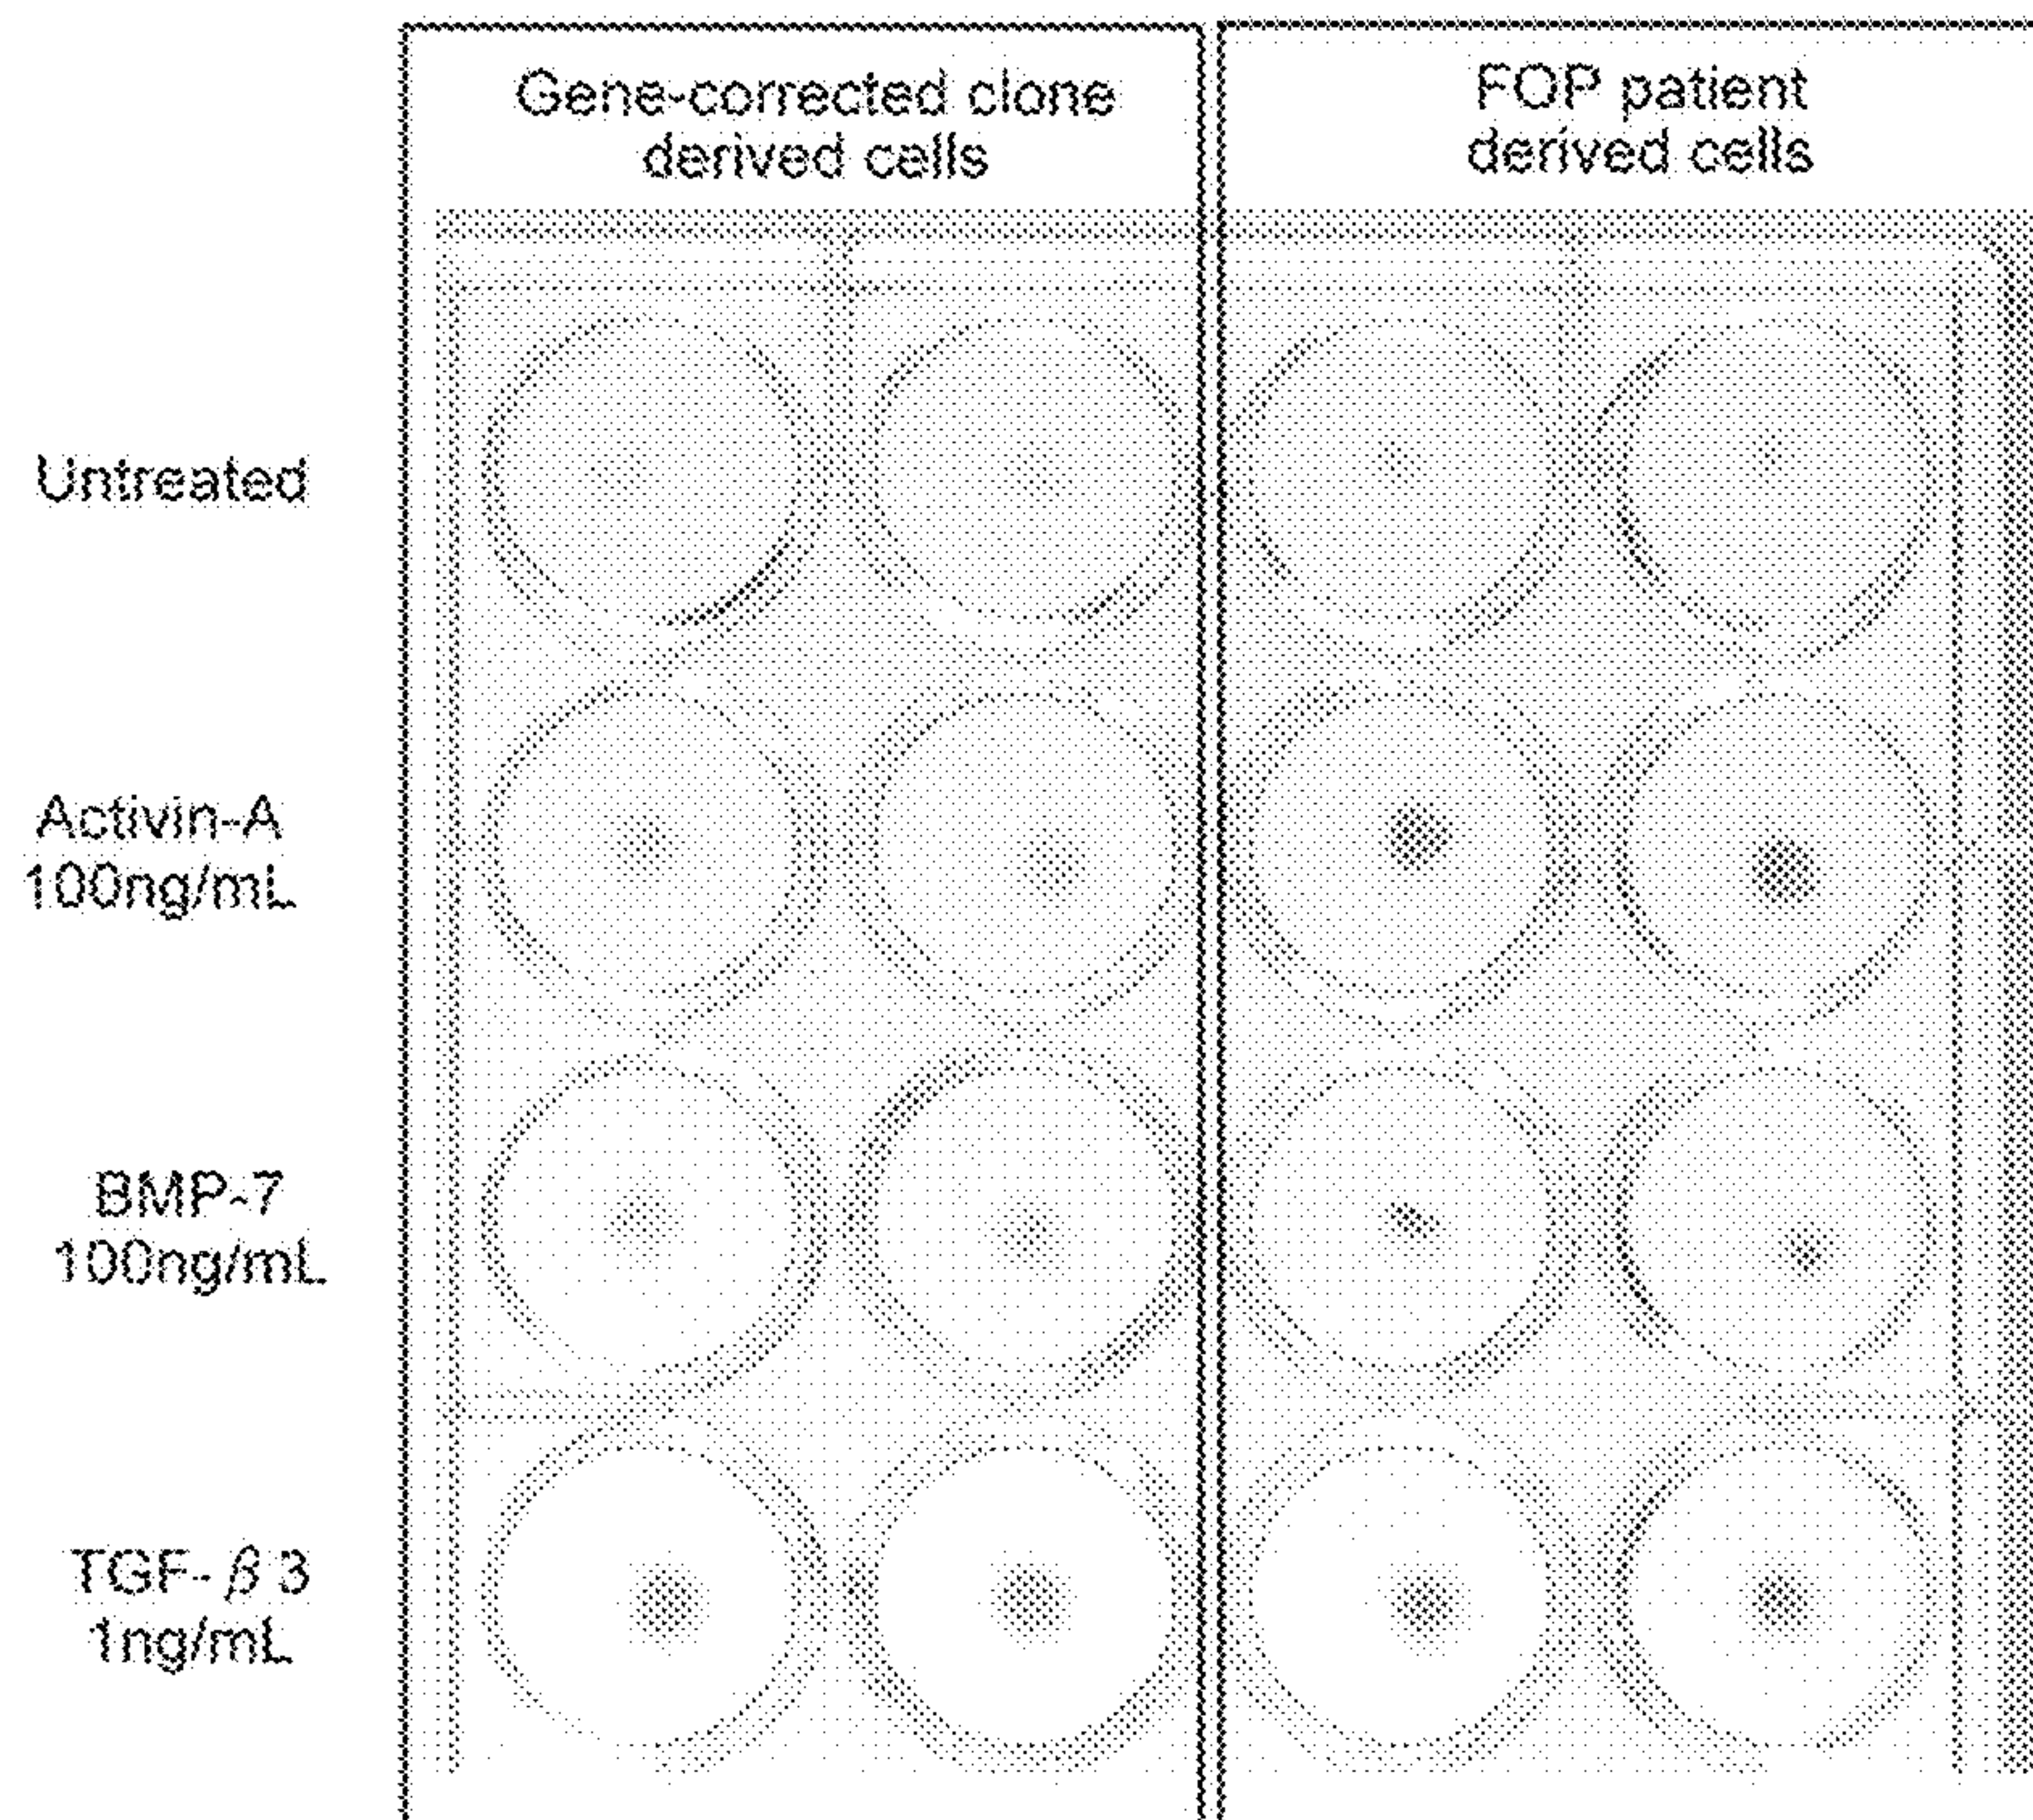 Gene-corrected clone
derived cells
FOP patient
derived cells
Untreated
Activin-A
100ng/mL
BMP-7
100ng/mL
TGF-β3
1ng/mL